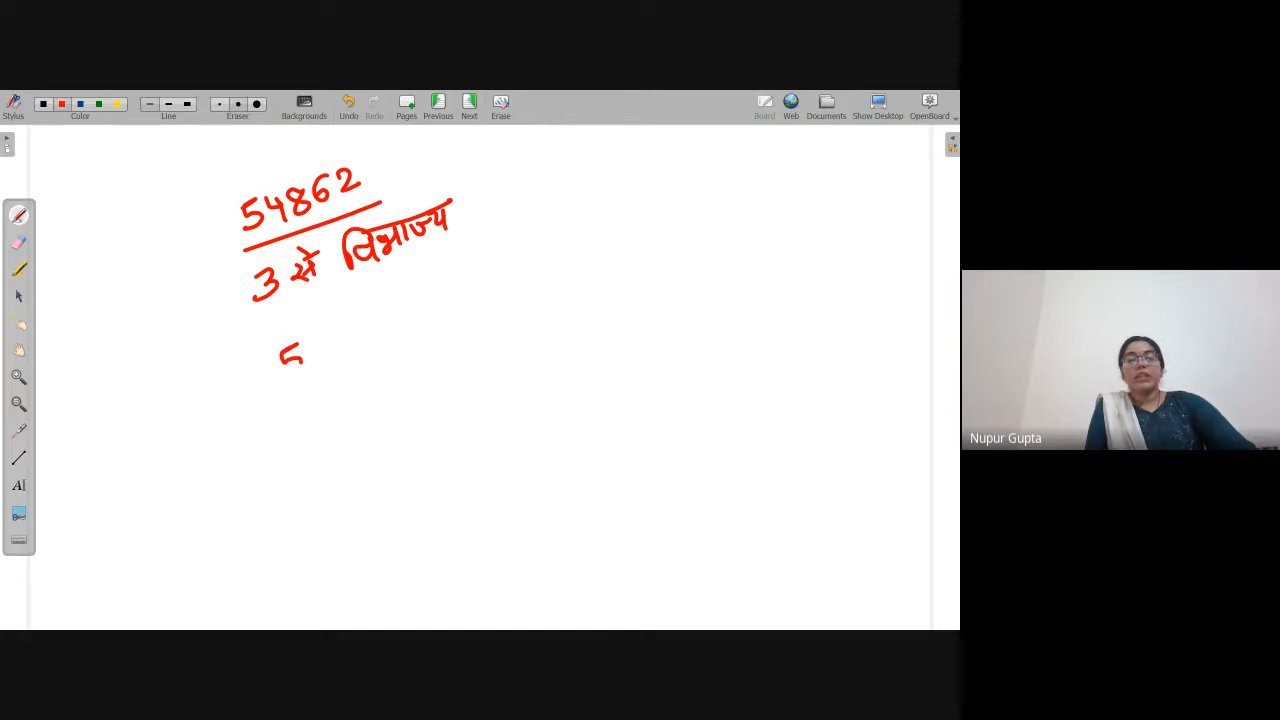 Stylus
Color
Line
Eraser
Backgrounds
Undo
Redo
Pages
Previous
Next
Erase
Board
Web
Documents
Show Desktop
OpenBoard
54862
3 से विभाज्य
5
Nupur Gupta